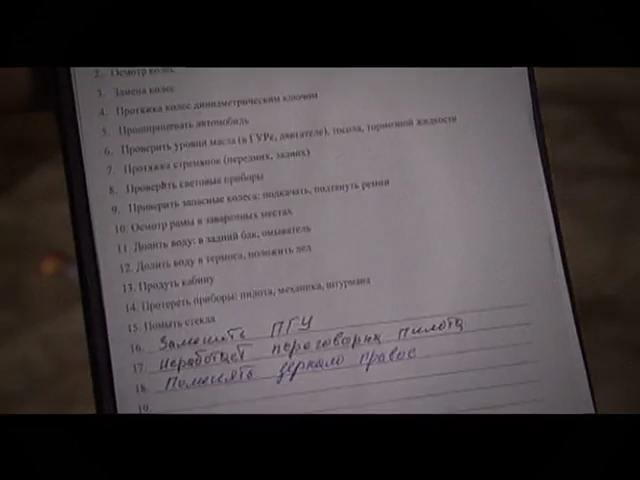 2. Осмотр колес
3. Замена колес
4. Протяжка колес динамометрическим ключом
5. Прошприцевать автомобиль
6. Проверить уровни масла (в ГУРе, двигателе), тосола, тормозной жидкости
7. Протяжка стремянок (передних, задних)
8. Проверить световые приборы
9. Проверить запасные колеса: подкачать, подтянуть ремни
10. Осмотр рамы в заваренных местах
11. Долить воду: в задний бак, омыватель
12. Долить воду в термоса, положить лед
13. Продуть кабину
14. Протереть приборы: пилота, механика, штурмана
15. Помыть стекла
16. Заменить ПГУ
17. неработает переговорка пилота
18. Поменять зеркало правое
19.